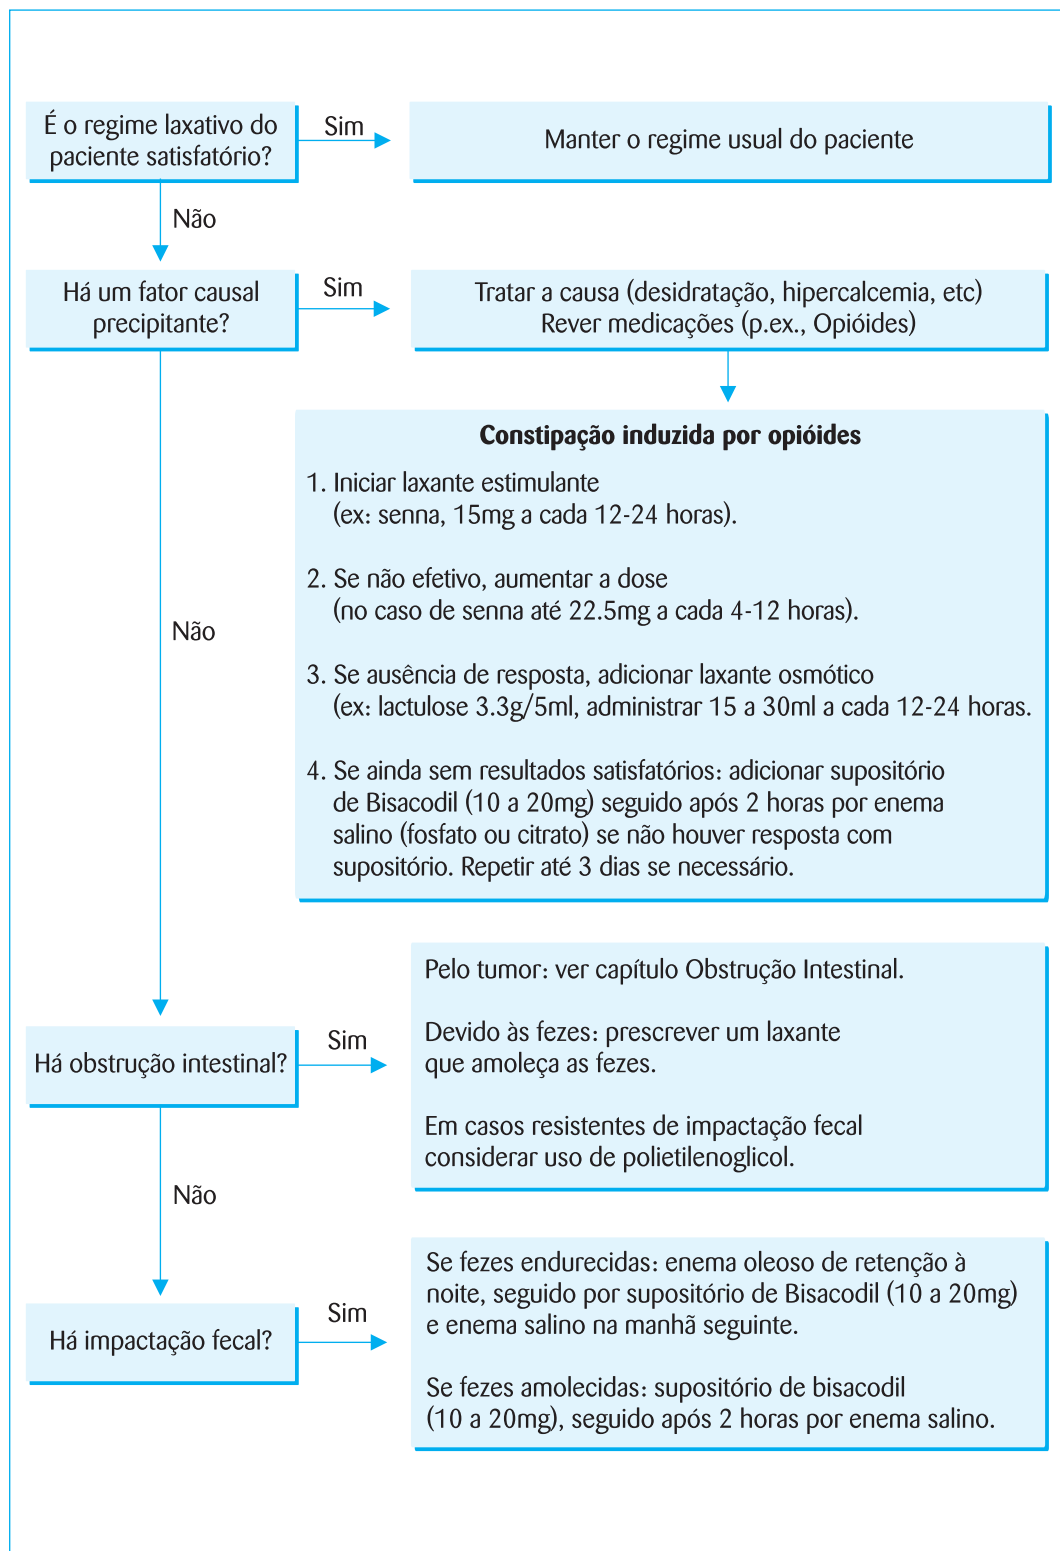 É o regime laxativo do
paciente satisfatório?
Sim
Manter o regime usual do paciente
Não
Há um fator causal
precipitante?
Sim
Tratar a causa (desidratação, hipercalcemia, etc)
Rever medicações (p.ex., Opióides)
Constipação induzida por opióides
1. Iniciar laxante estimulante
(ex: senna, 15mg a cada 12-24 horas).
2. Se não efetivo, aumentar a dose
(no caso de senna até 22.5mg a cada 4-12 horas).
3. Se ausência de resposta, adicionar laxante osmótico
(ex: lactulose 3.3g/5ml, administrar 15 a 30ml a cada 12-24 horas.
4. Se ainda sem resultados satisfatórios: adicionar supositório
de Bisacodil (10 a 20mg) seguido após 2 horas por enema
salino (fosfato ou citrato) se não houver resposta com
supositório. Repetir até 3 dias se necessário.
Não
Há obstrução intestinal?
Sim
Pelo tumor: ver capítulo Obstrução Intestinal.
Devido às fezes: prescrever um laxante
que amoleça as fezes.
Em casos resistentes de impactação fecal
considerar uso de polietilenoglicol.
Não
Há impactação fecal?
Sim
Se fezes endurecidas: enema oleoso de retenção à
noite, seguido por supositório de Bisacodil (10 a 20mg)
e enema salino na manhã seguinte.
Se fezes amolecidas: supositório de bisacodil
(10 a 20mg), seguido após 2 horas por enema salino.